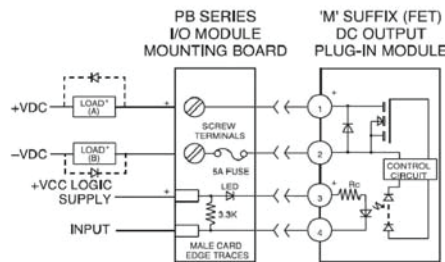 PB SERIES
I/O MODULE
MOUNTING BOARD
'M' SUFFIX (FET)
DC OUTPUT
PLUG-IN MODULE
+VDC
LOAD*
(A)
+
SCREW
TERMINALS
+
1
–VDC
LOAD*
(B)
5A FUSE
2
CONTROL
CIRCUIT
+VCC LOGIC
SUPPLY
+
LED
3.3K
+
3
Rc
INPUT
MALE CARD
EDGE TRACES
4